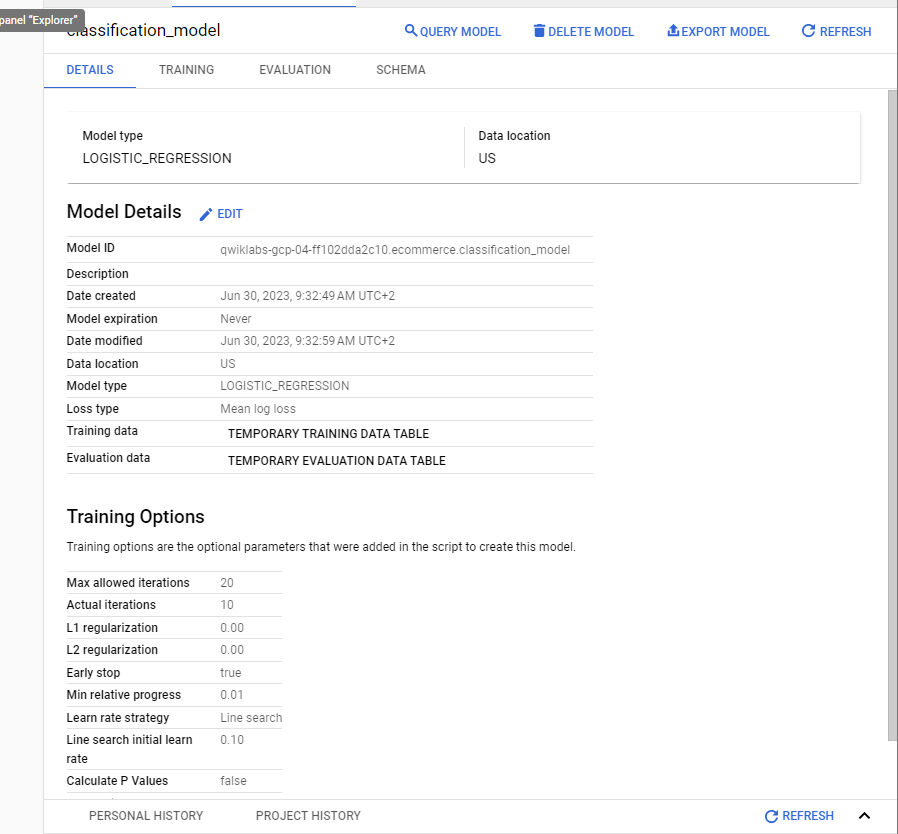 panel “Explorer”
classification_model
QUERY MODEL
DELETE MODEL
EXPORT MODEL
REFRESH
DETAILS
TRAINING
EVALUATION
SCHEMA
Model type
LOGISTIC_REGRESSION
Data location
US
Model Details
EDIT
Model ID qwiklabs-gcp-04-ff102dda2c10.ecommerce.classification_model
Description
Date created Jun 30, 2023, 9:32:49 AM UTC+2
Model expiration Never
Date modified Jun 30, 2023, 9:32:59 AM UTC+2
Data location US
Model type LOGISTIC_REGRESSION
Loss type Mean log loss
Training data TEMPORARY TRAINING DATA TABLE
Evaluation data TEMPORARY EVALUATION DATA TABLE
Training Options
Training options are the optional parameters that were added in the script to create this model.
Max allowed iterations 20
Actual iterations 10
L1 regularization 0.00
L2 regularization 0.00
Early stop true
Min relative progress 0.01
Learn rate strategy Line search
Line search initial learn 0.10
rate
Calculate P Values false
PERSONAL HISTORY
PROJECT HISTORY
REFRESH